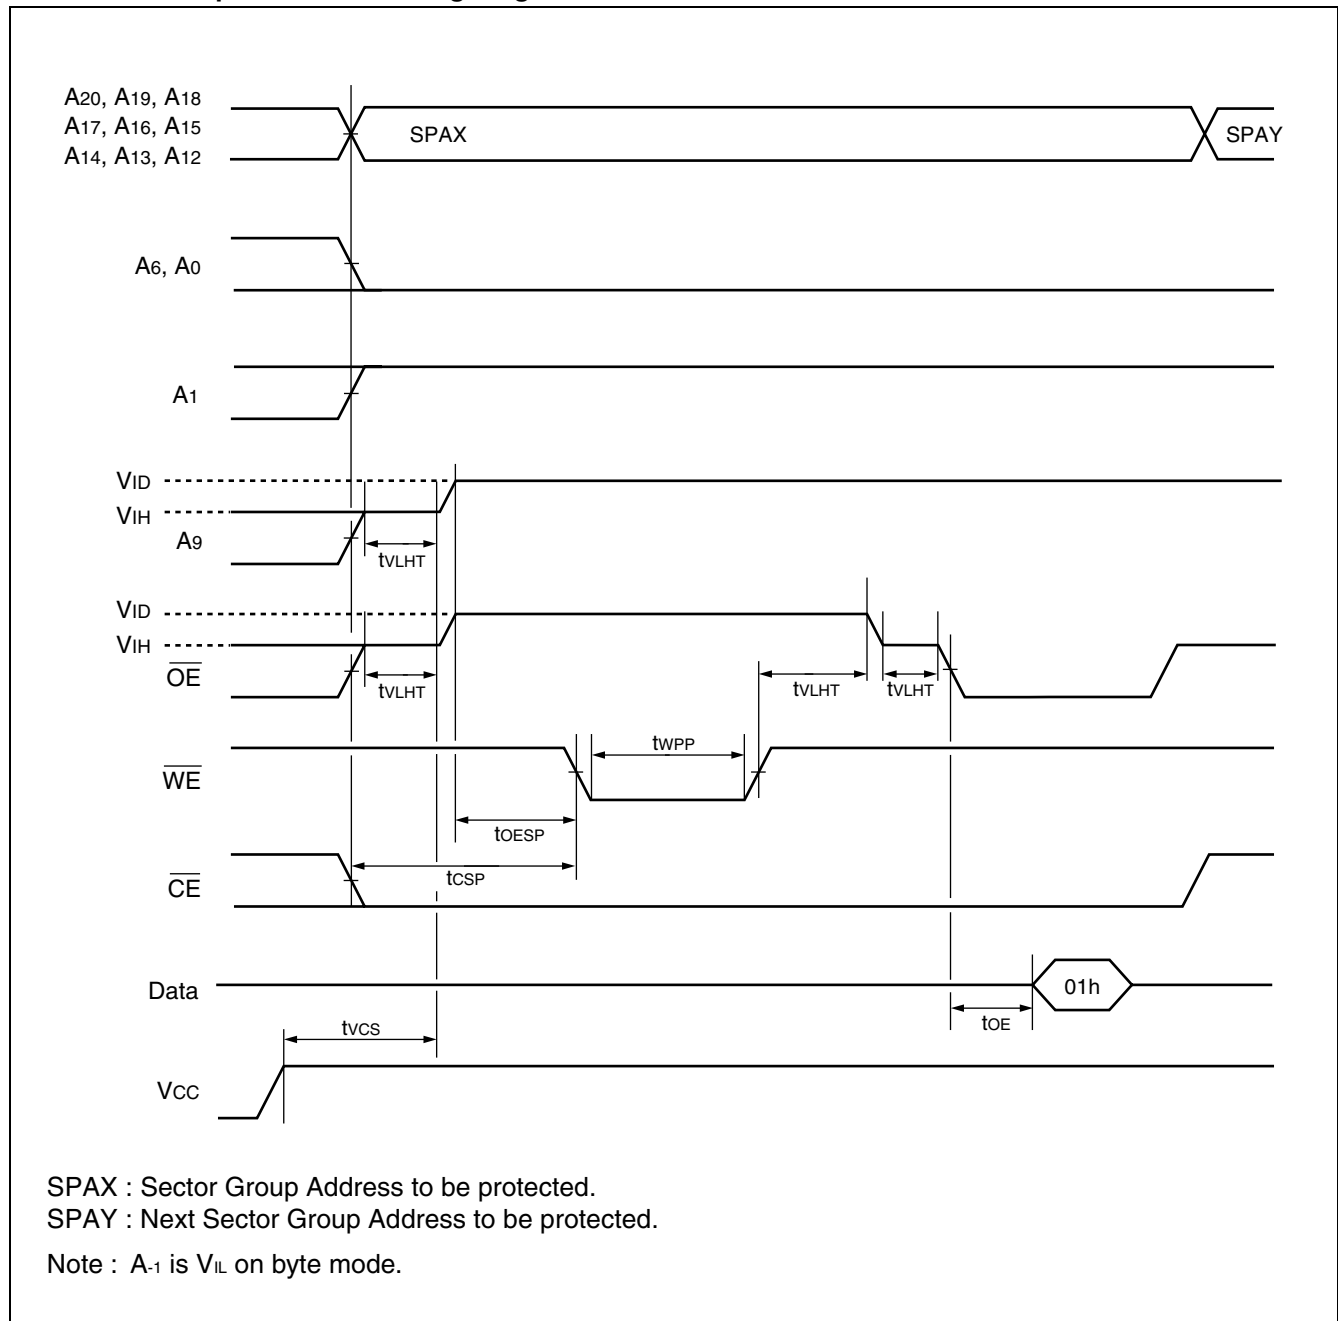 A20, A19, A18
A17, A16, A15
A14, A13, A12
SPAX
SPAY
A6, A0
A1
VID
VIH
A9
tVLHT
VID
VIH
OE
tVLHT
tVLHT
tVLHT
tWPP
WE
tOESP
tCSP
CE
Data
01h
tOE
tVCS
VCC
SPAX : Sector Group Address to be protected.
SPAY : Next Sector Group Address to be protected.
Note : A-1 is VIL on byte mode.